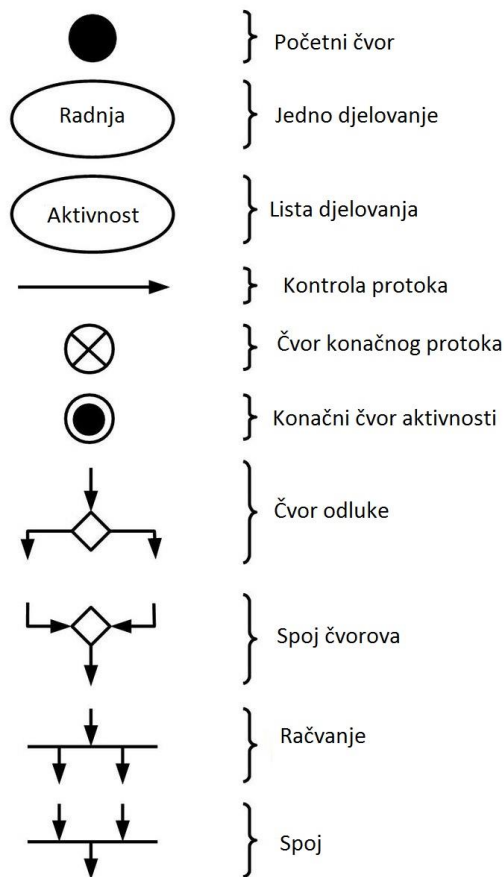 Početni čvor
Radnja
Jedno djelovanje
Aktivnost
Lista djelovanja
Kontrola protoka
Čvor konačnog protoka
Konačni čvor aktivnosti
Čvor odluke
Spoj čvorova
Račvanje
Spoj